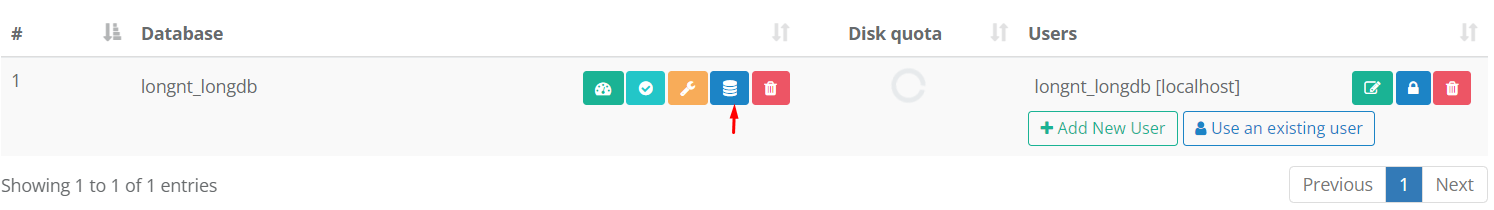 # Database Disk quota Users
1 longnt_longdb longnt_longdb [localhost]
Add New User Use an existing user
Showing 1 to 1 of 1 entries Previous 1 Next